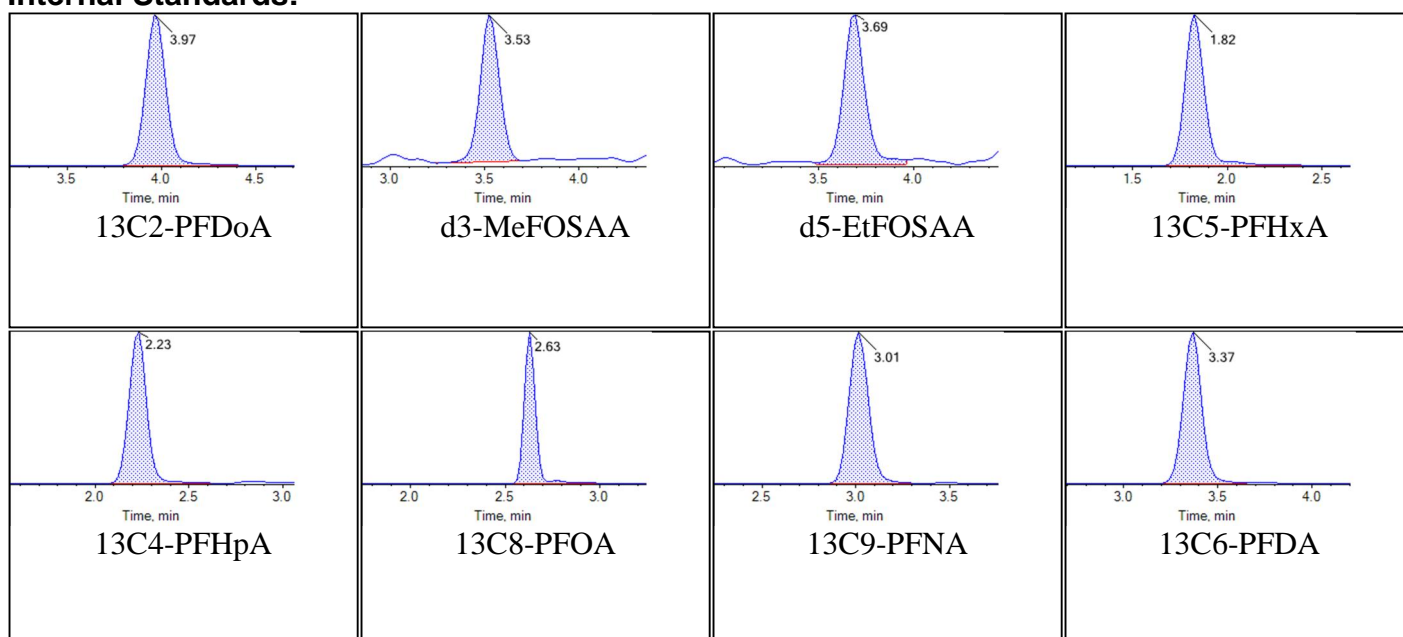 Internal Standards:
3.97
3.5 4.0 4.5
Time, min
13C2-PFDoA
3.53
3.0 3.5 4.0
Time, min
d3-MeFOSAA
3.69
3.5 4.0
Time, min
d5-EtFOSAA
1.82
1.5 2.0 2.5
Time, min
13C5-PFHxA
2.23
2.0 2.5 3.0
Time, min
13C4-PFHpA
2.63
2.0 2.5 3.0
Time, min
13C8-PFOA
3.01
2.5 3.0 3.5
Time, min
13C9-PFNA
3.37
3.0 3.5 4.0
Time, min
13C6-PFDA